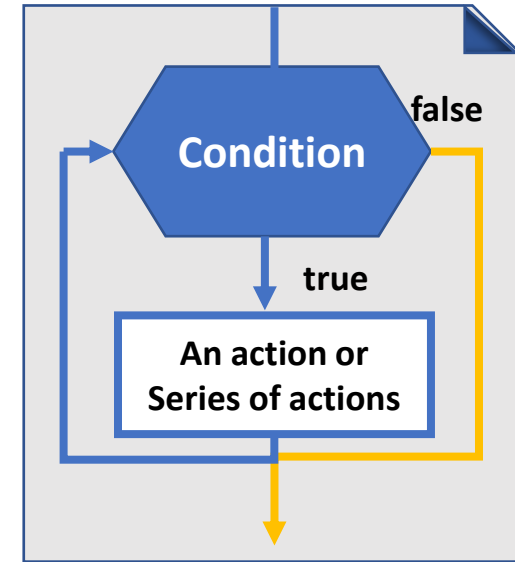 false
Condition
true
An action or
Series of actions